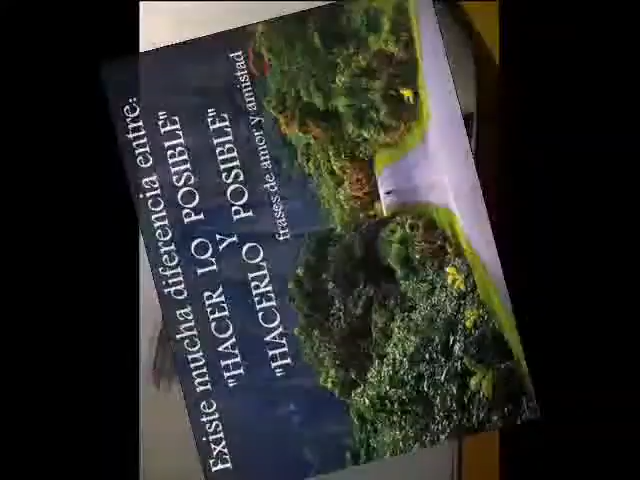 Existe mucha diferencia entre:
"HACER LO POSIBLE"
Y
"HACERLO POSIBLE"
frases de amor y amistad